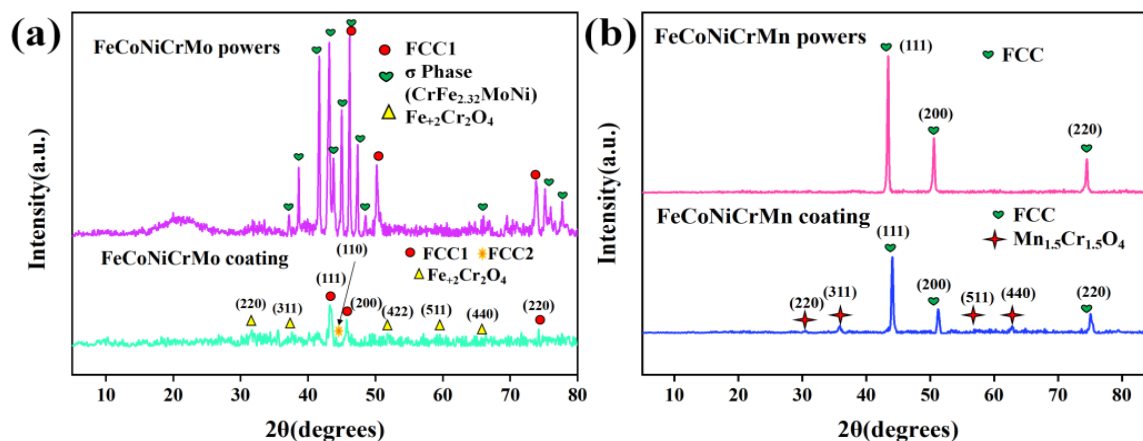 (a)
FeCoNiCrMo powers
FCC1
σ Phase
(CrFe2.32MoNi)
Fe+2Cr2O4
FeCoNiCrMo coating
(110)
FCC1
FCC2
Fe+2Cr2O4
(220)
(311)
(111)
(200)
(422)
(511)
(440)
(220)
Intensity(a.u.)
10 20 30 40 50 60 70 80
2θ(degrees)
(b)
FeCoNiCrMn powers
(111)
FCC
(200)
(220)
FeCoNiCrMn coating
FCC
Mn1.5Cr1.5O4
(111)
(220)
(311)
(200)
(511)
(440)
(220)
Intensity(a.u.)
10 20 30 40 50 60 70 80
2θ(degrees)